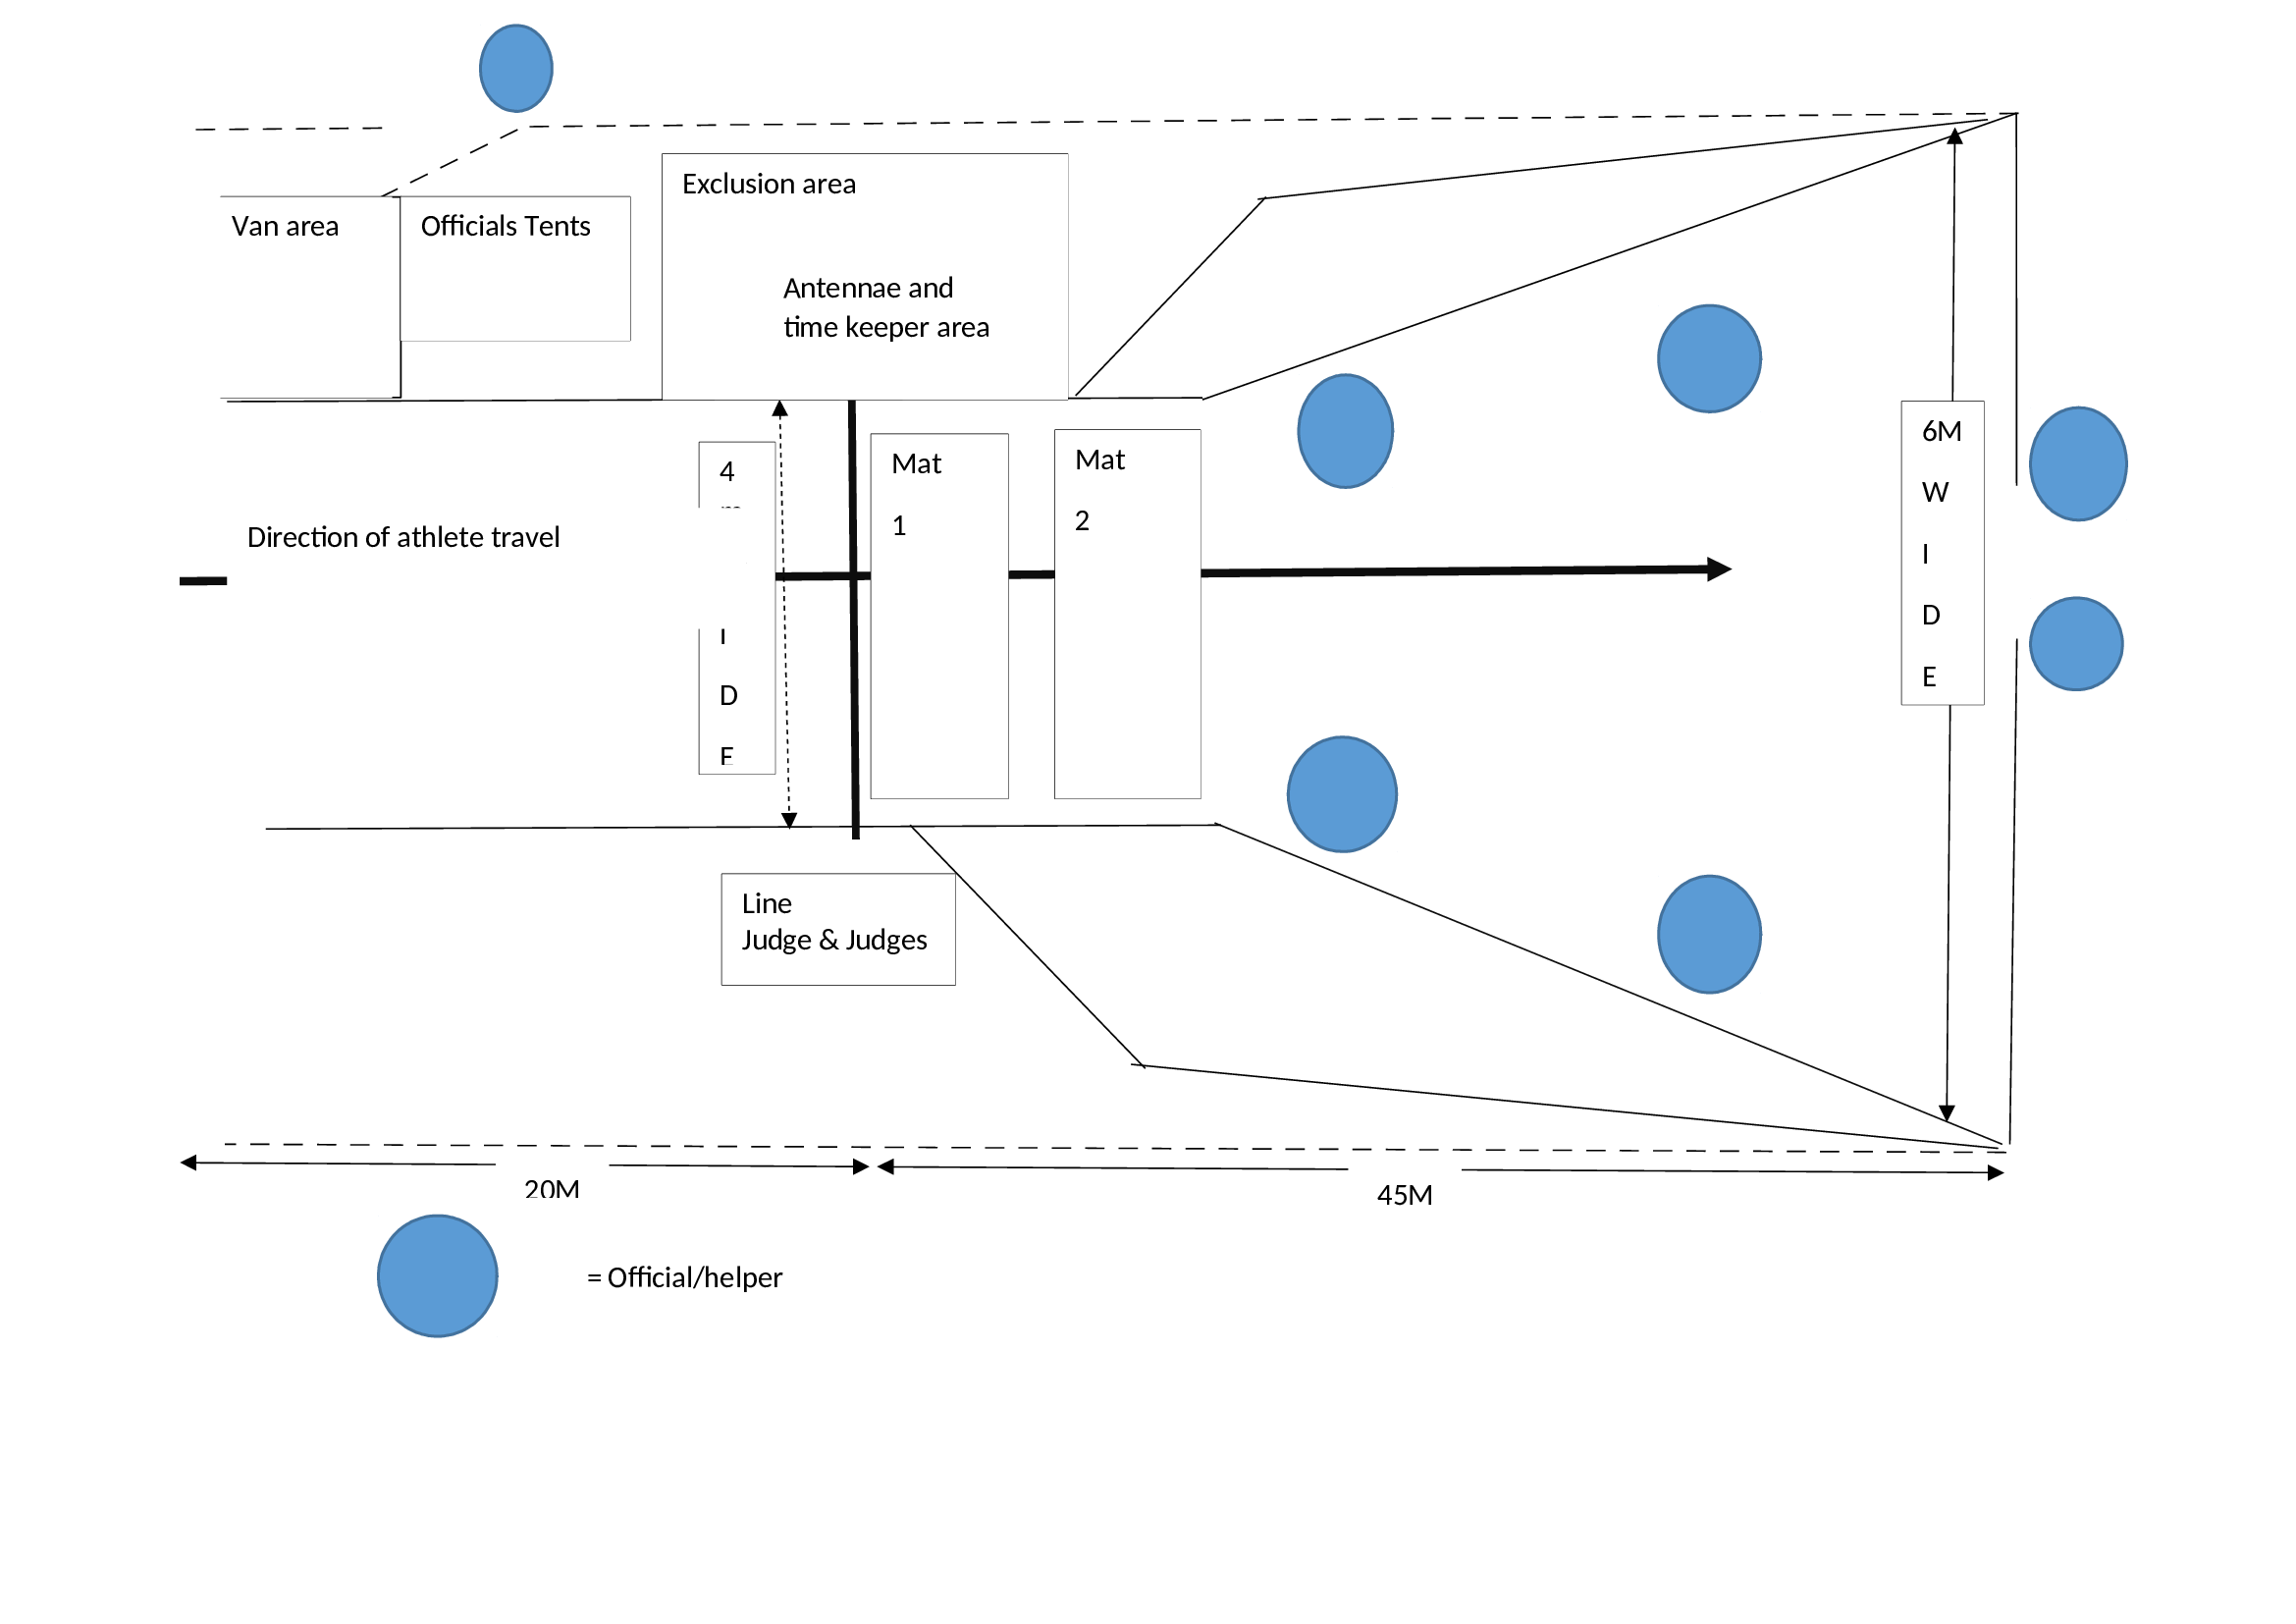 Exclusion area
Van area
Officials Tents
Antennae and
time keeper area
4
I
D
E
Direction of athlete travel
Mat
1
Mat
2
6M
W
I
D
E
Line
Judge & Judges
20M
45M
= Official/helper